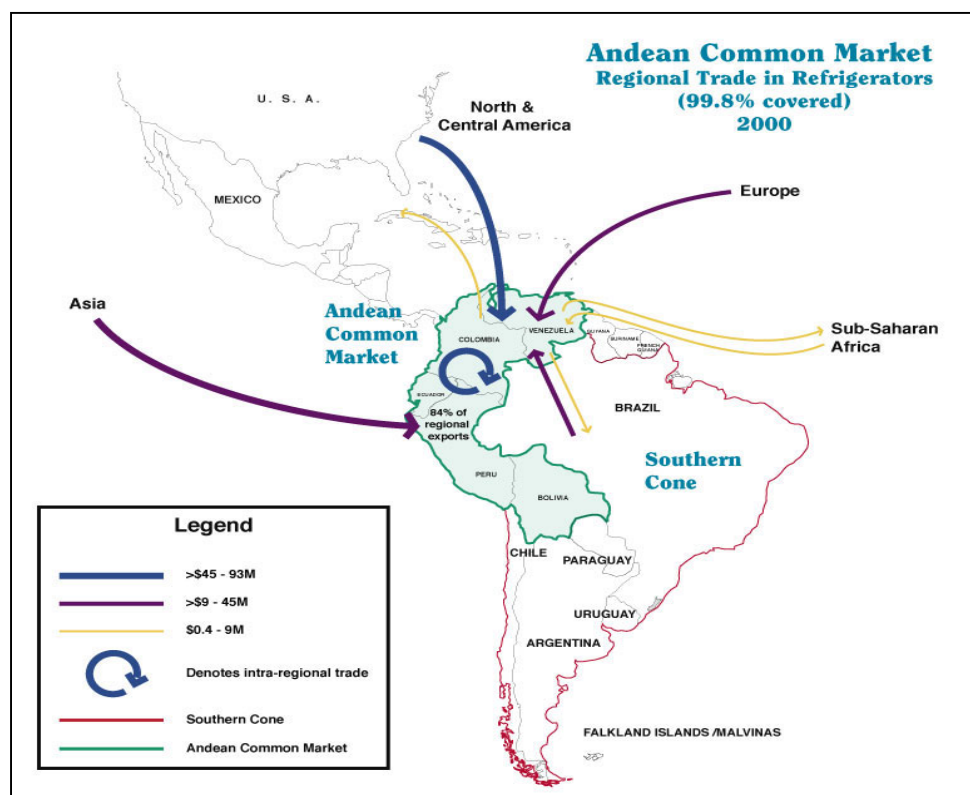 Andean Common Market
Regional Trade in Refrigerators
(99.8% covered)
2000
U. S. A.
North &
Central America
Europe
MEXICO
Asia
Andean
Common
Market
COLOMBIA
VENEZUELA
GUYANA
SURINAME
FRENCH
GUIANA
Sub-Saharan
Africa
ECUADOR
84% of
regional
exports
BRAZIL
Southern
Cone
PERU
BOLIVIA
CHILE
PARAGUAY
URUGUAY
ARGENTINA
FALKLAND ISLANDS /MALVINAS
Legend
>$45 - 93M
>$9 - 45M
$0.4 - 9M
Denotes intra-regional trade
Southern Cone
Andean Common Market